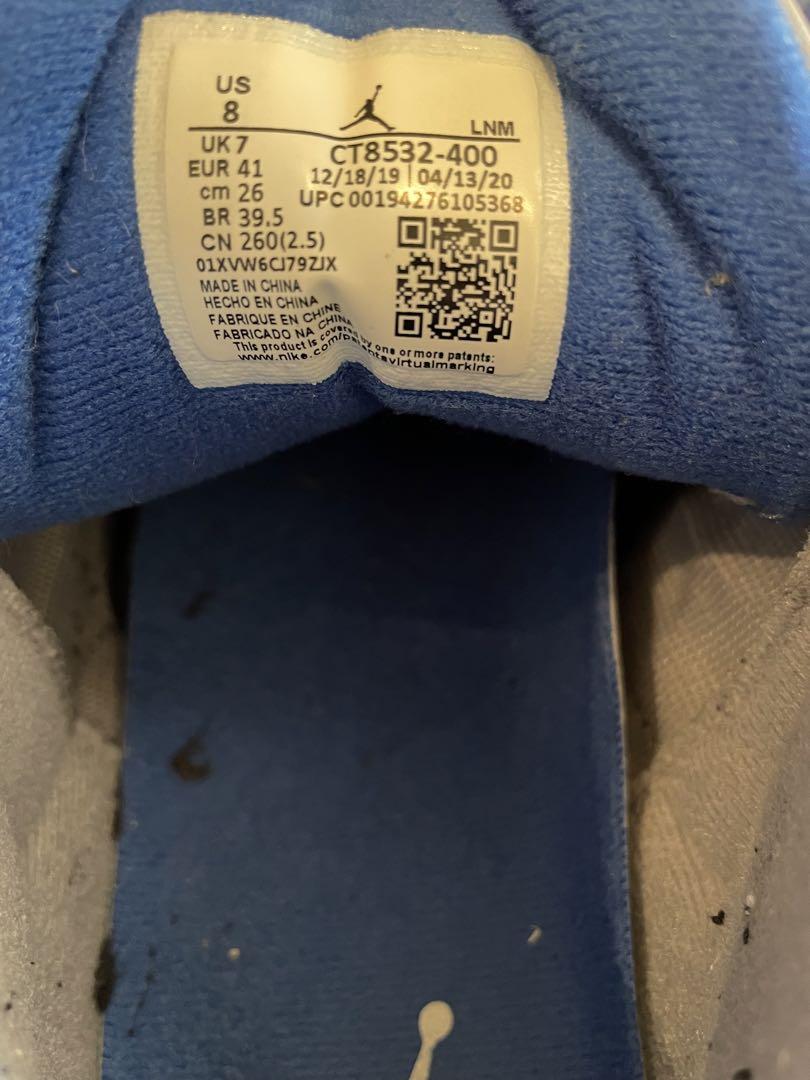 US
8
LNM
UK 7
CT8532-400
EUR 41
12/18/19 | 04/13/20
cm 26
UPC 00194276105368
BR 39.5
CN 260(2.5)
01XVW6CJ79ZJX
MADE IN CHINA
HECHO EN CHINA
FABRIQUE EN CHINE
FABRICADO NA CHINA
This product is covered by one or more patents:
www.nike.com/patentsvirtualmarking